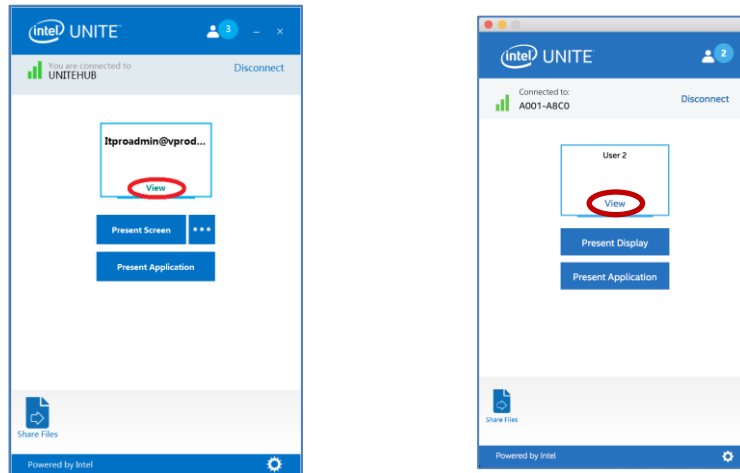 intel UNITE
3
You are connected to
UNITEHUB
Disconnect
Itproadmin@vprod...
View
Present Screen
Present Application
Share Files
Powered by Intel
intel UNITE
2
Connected to:
A001-A8C0
Disconnect
User 2
View
Present Display
Present Application
Share Files
Powered by Intel